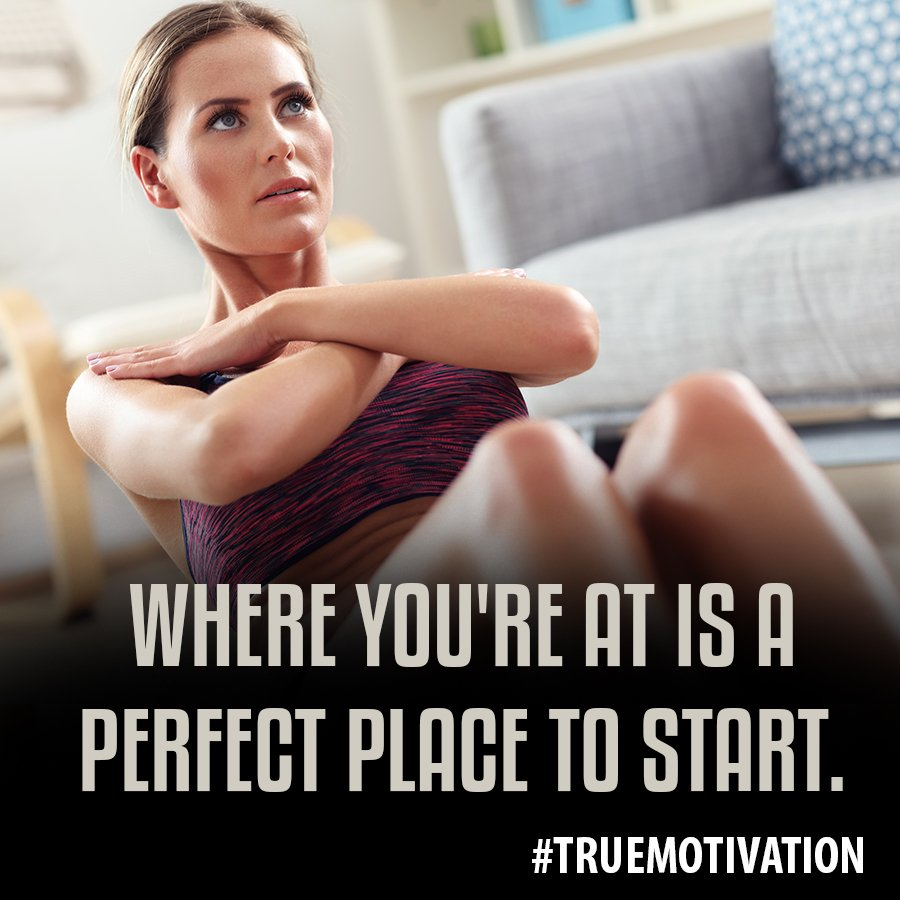 WHERE YOU'RE AT IS A
PERFECT PLACE TO START.
#TRUEMOTIVATION